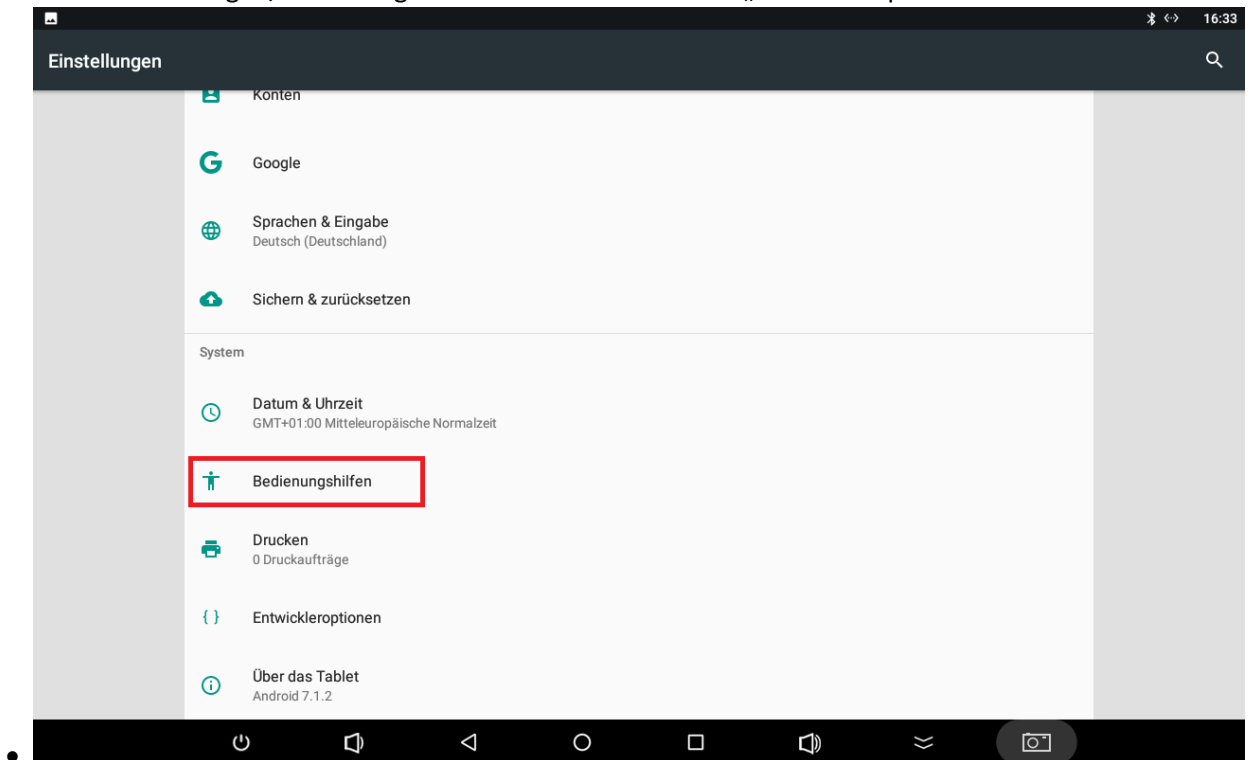 16:33
Einstellungen
Konten
Google
Sprachen & Eingabe
Deutsch (Deutschland)
Sichern & zurücksetzen
System
Datum & Uhrzeit
GMT+01:00 Mitteleuropäische Normalzeit
Bedienungshilfen
Drucken
0 Druckaufträge
{ } Entwickleroptionen
Über das Tablet
Android 7.1.2